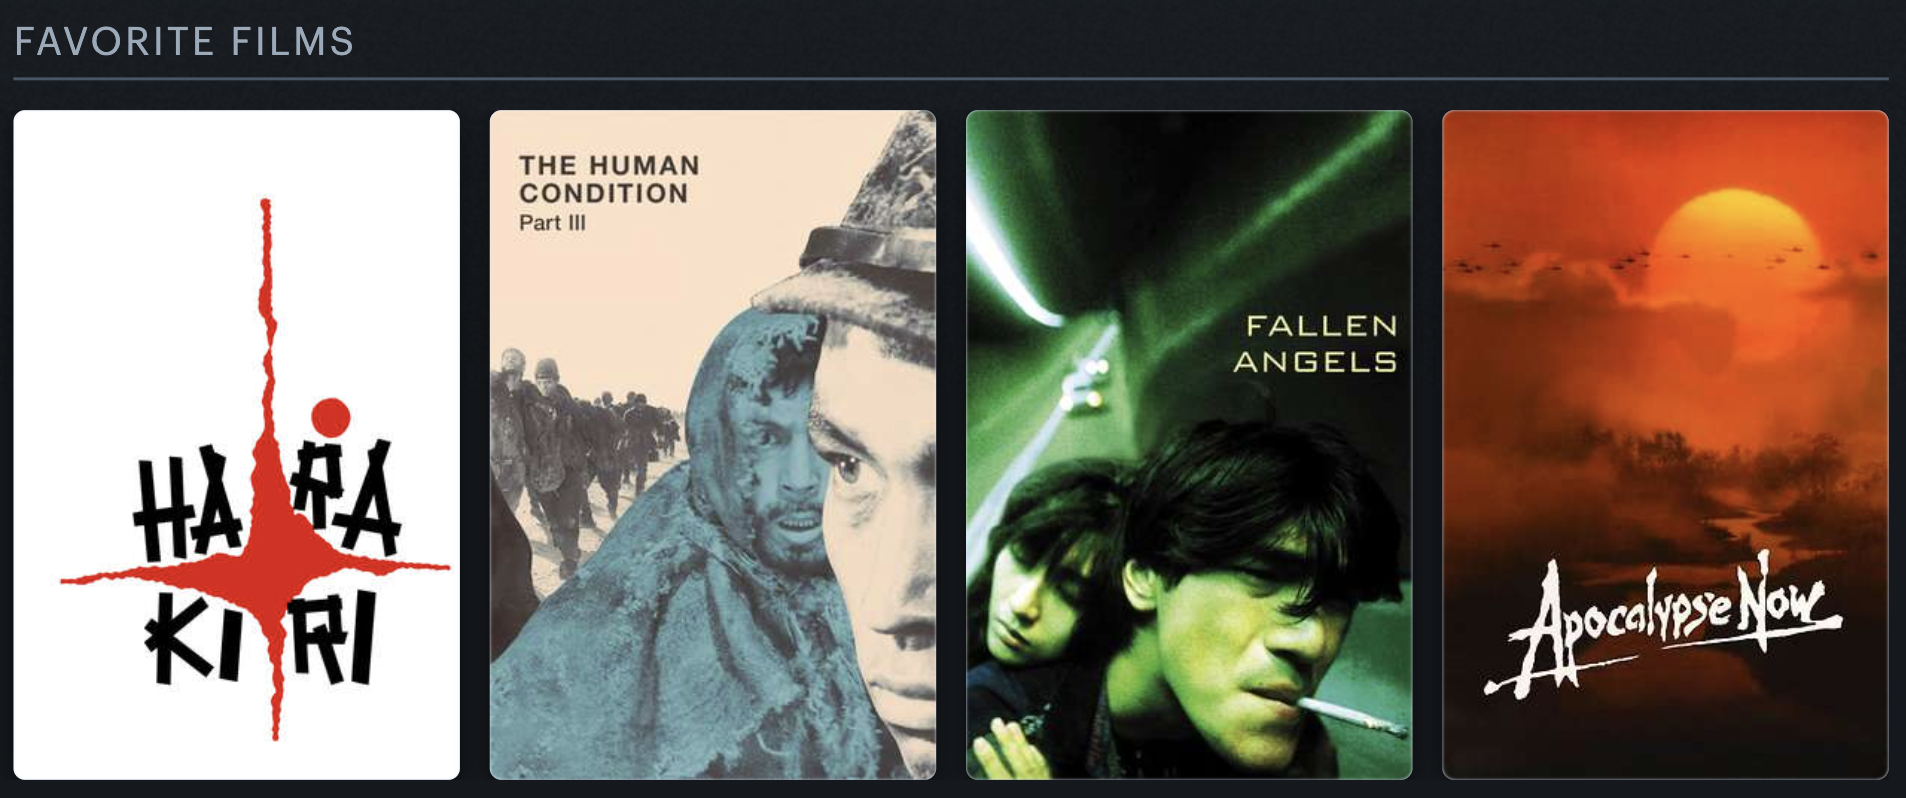 FAVORITE FILMS
HARA
KIRI
THE HUMAN
CONDITION
Part III
FALLEN
ANGELS
Apocalypse Now